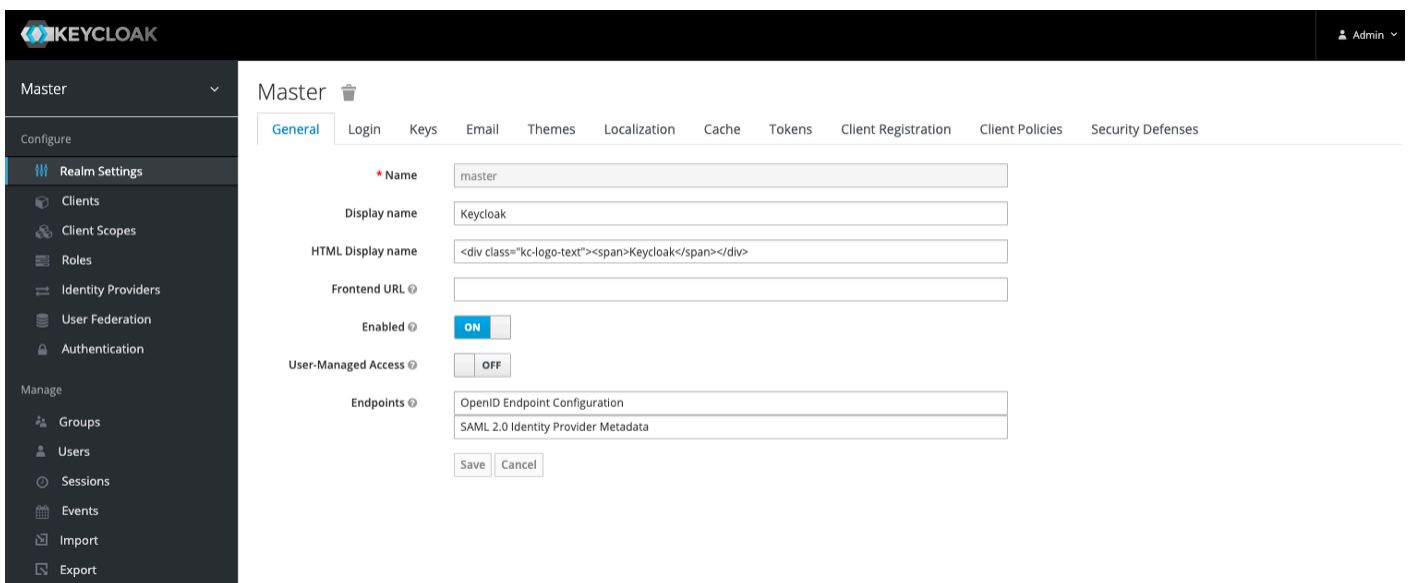 KEYCLOAK
Admin
Master
Configure
Realm Settings
Clients
Client Scopes
Roles
Identity Providers
User Federation
Authentication
Manage
Groups
Users
Sessions
Events
Import
Export
Master
General Login Keys Email Themes Localization Cache Tokens Client Registration Client Policies Security Defenses
* Name master
Display name Keycloak
HTML Display name <div class="kc-logo-text"><span>Keycloak</span></div>
Frontend URL
Enabled ON
User-Managed Access OFF
Endpoints OpenID Endpoint Configuration
SAML 2.0 Identity Provider Metadata
Save Cancel